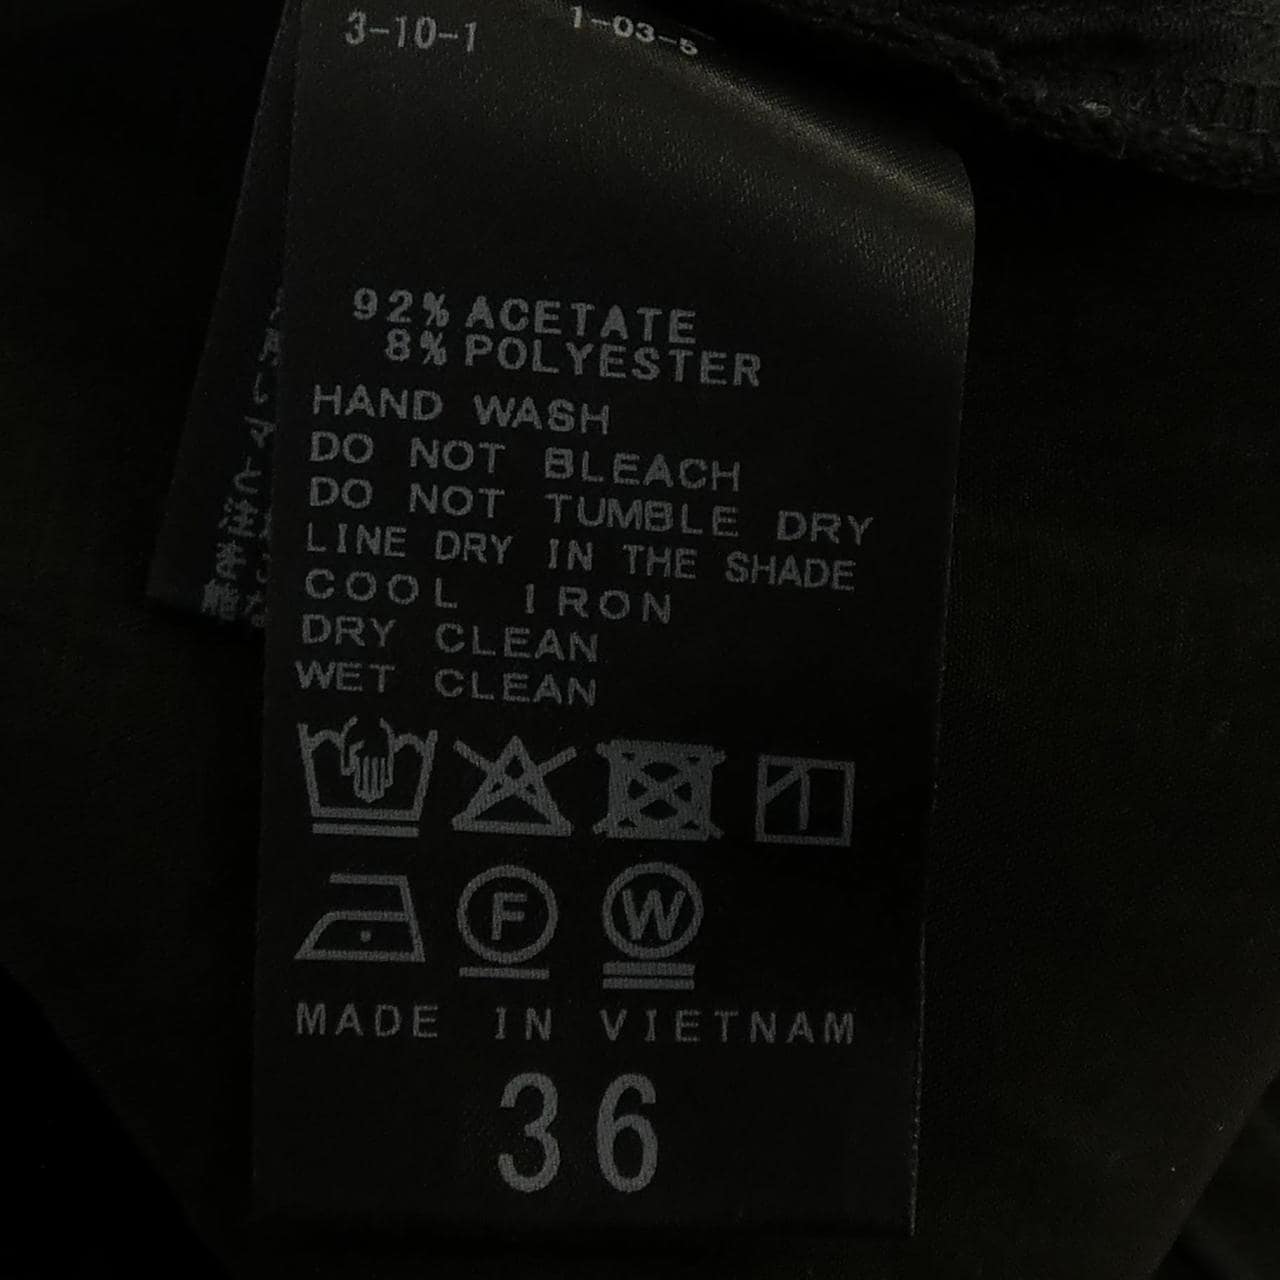 3-10-1 1-03-5
92% ACETATE
8% POLYESTER
HAND WASH
DO NOT BLEACH
DO NOT TUMBLE DRY
LINE DRY IN THE SHADE
COOL IRON
DRY CLEAN
WET CLEAN
F W
MADE IN VIETNAM
36